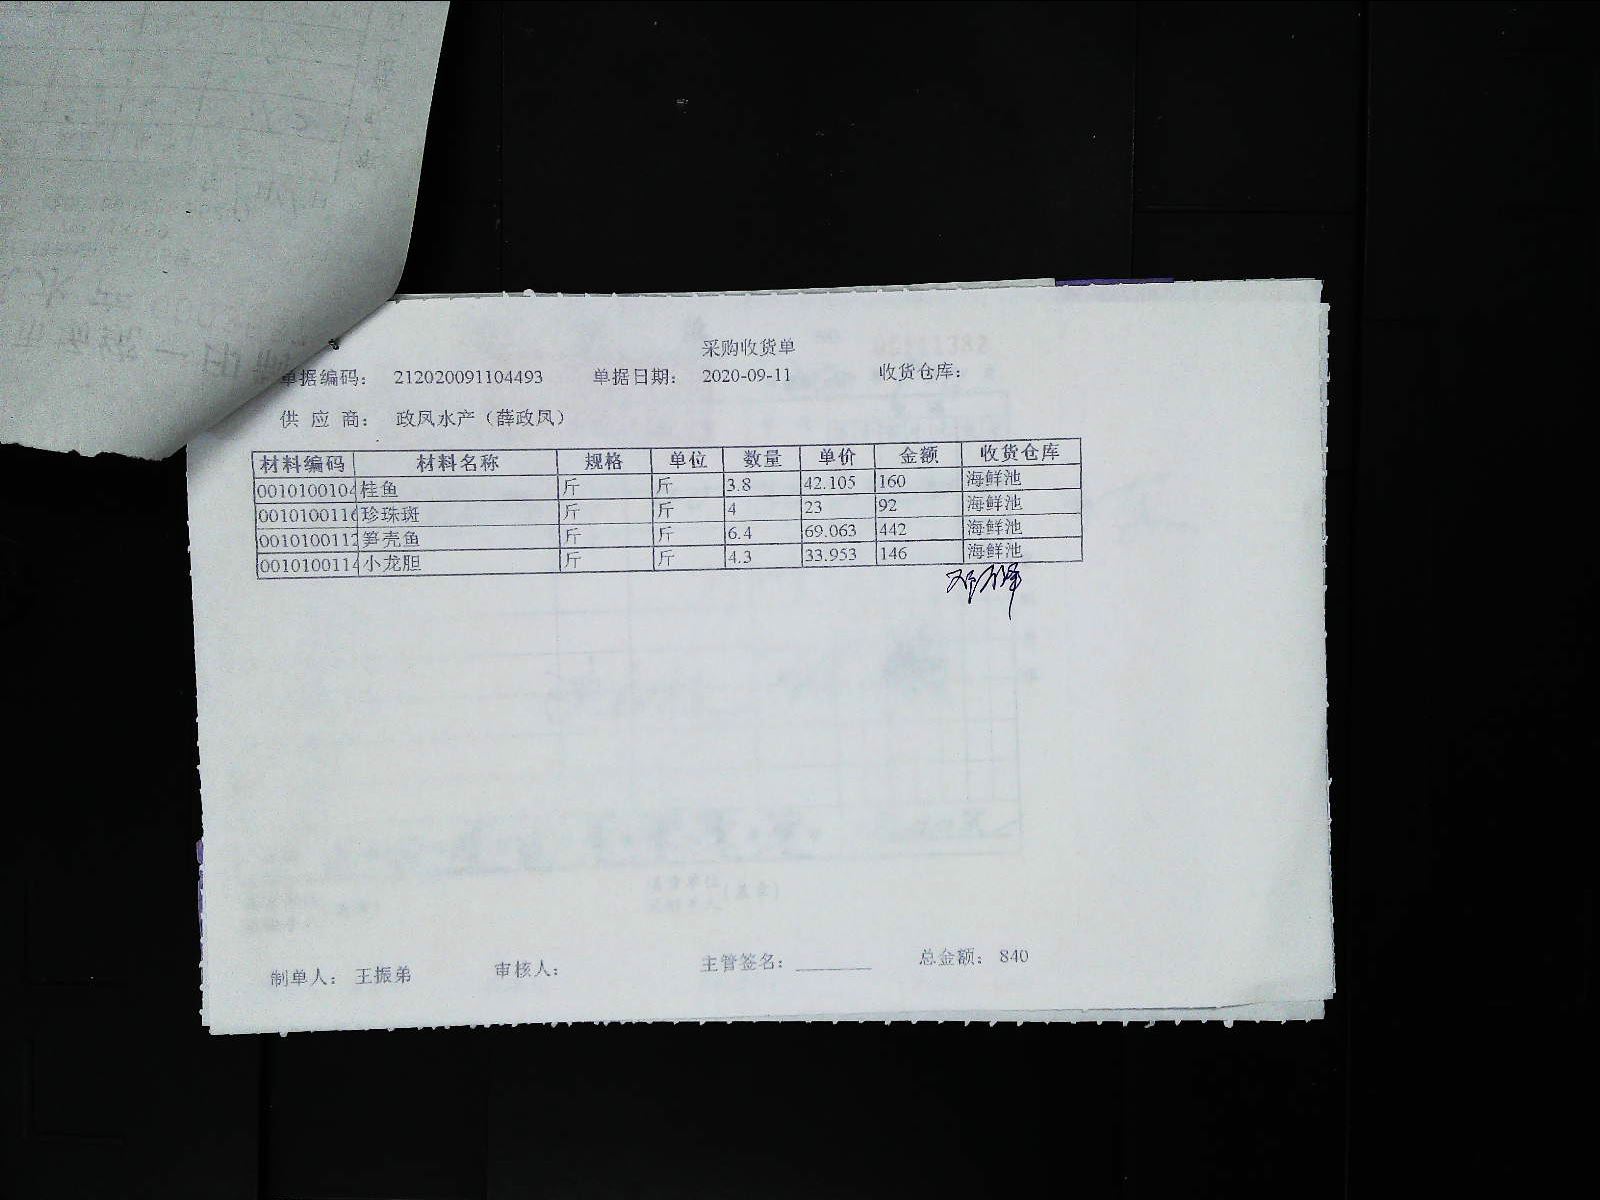 采购收货单
单据编码： 212020091104493 单据日期： 2020-09-11 收货仓库：
供 应 商： 政凤水产（薛政凤）
材料编码 材料名称 规格 单位 数量 单价 金额 收货仓库
0010100104 桂鱼 斤 斤 3.8 42.105 160 海鲜池
0010100116 珍珠斑 斤 斤 4 23 92 海鲜池
0010100112 笋壳鱼 斤 斤 6.4 69.063 442 海鲜池
0010100114 小龙胆 斤 斤 4.3 33.953 146 海鲜池
制单人： 王振弟 审核人： 主管签名： 总金额： 840